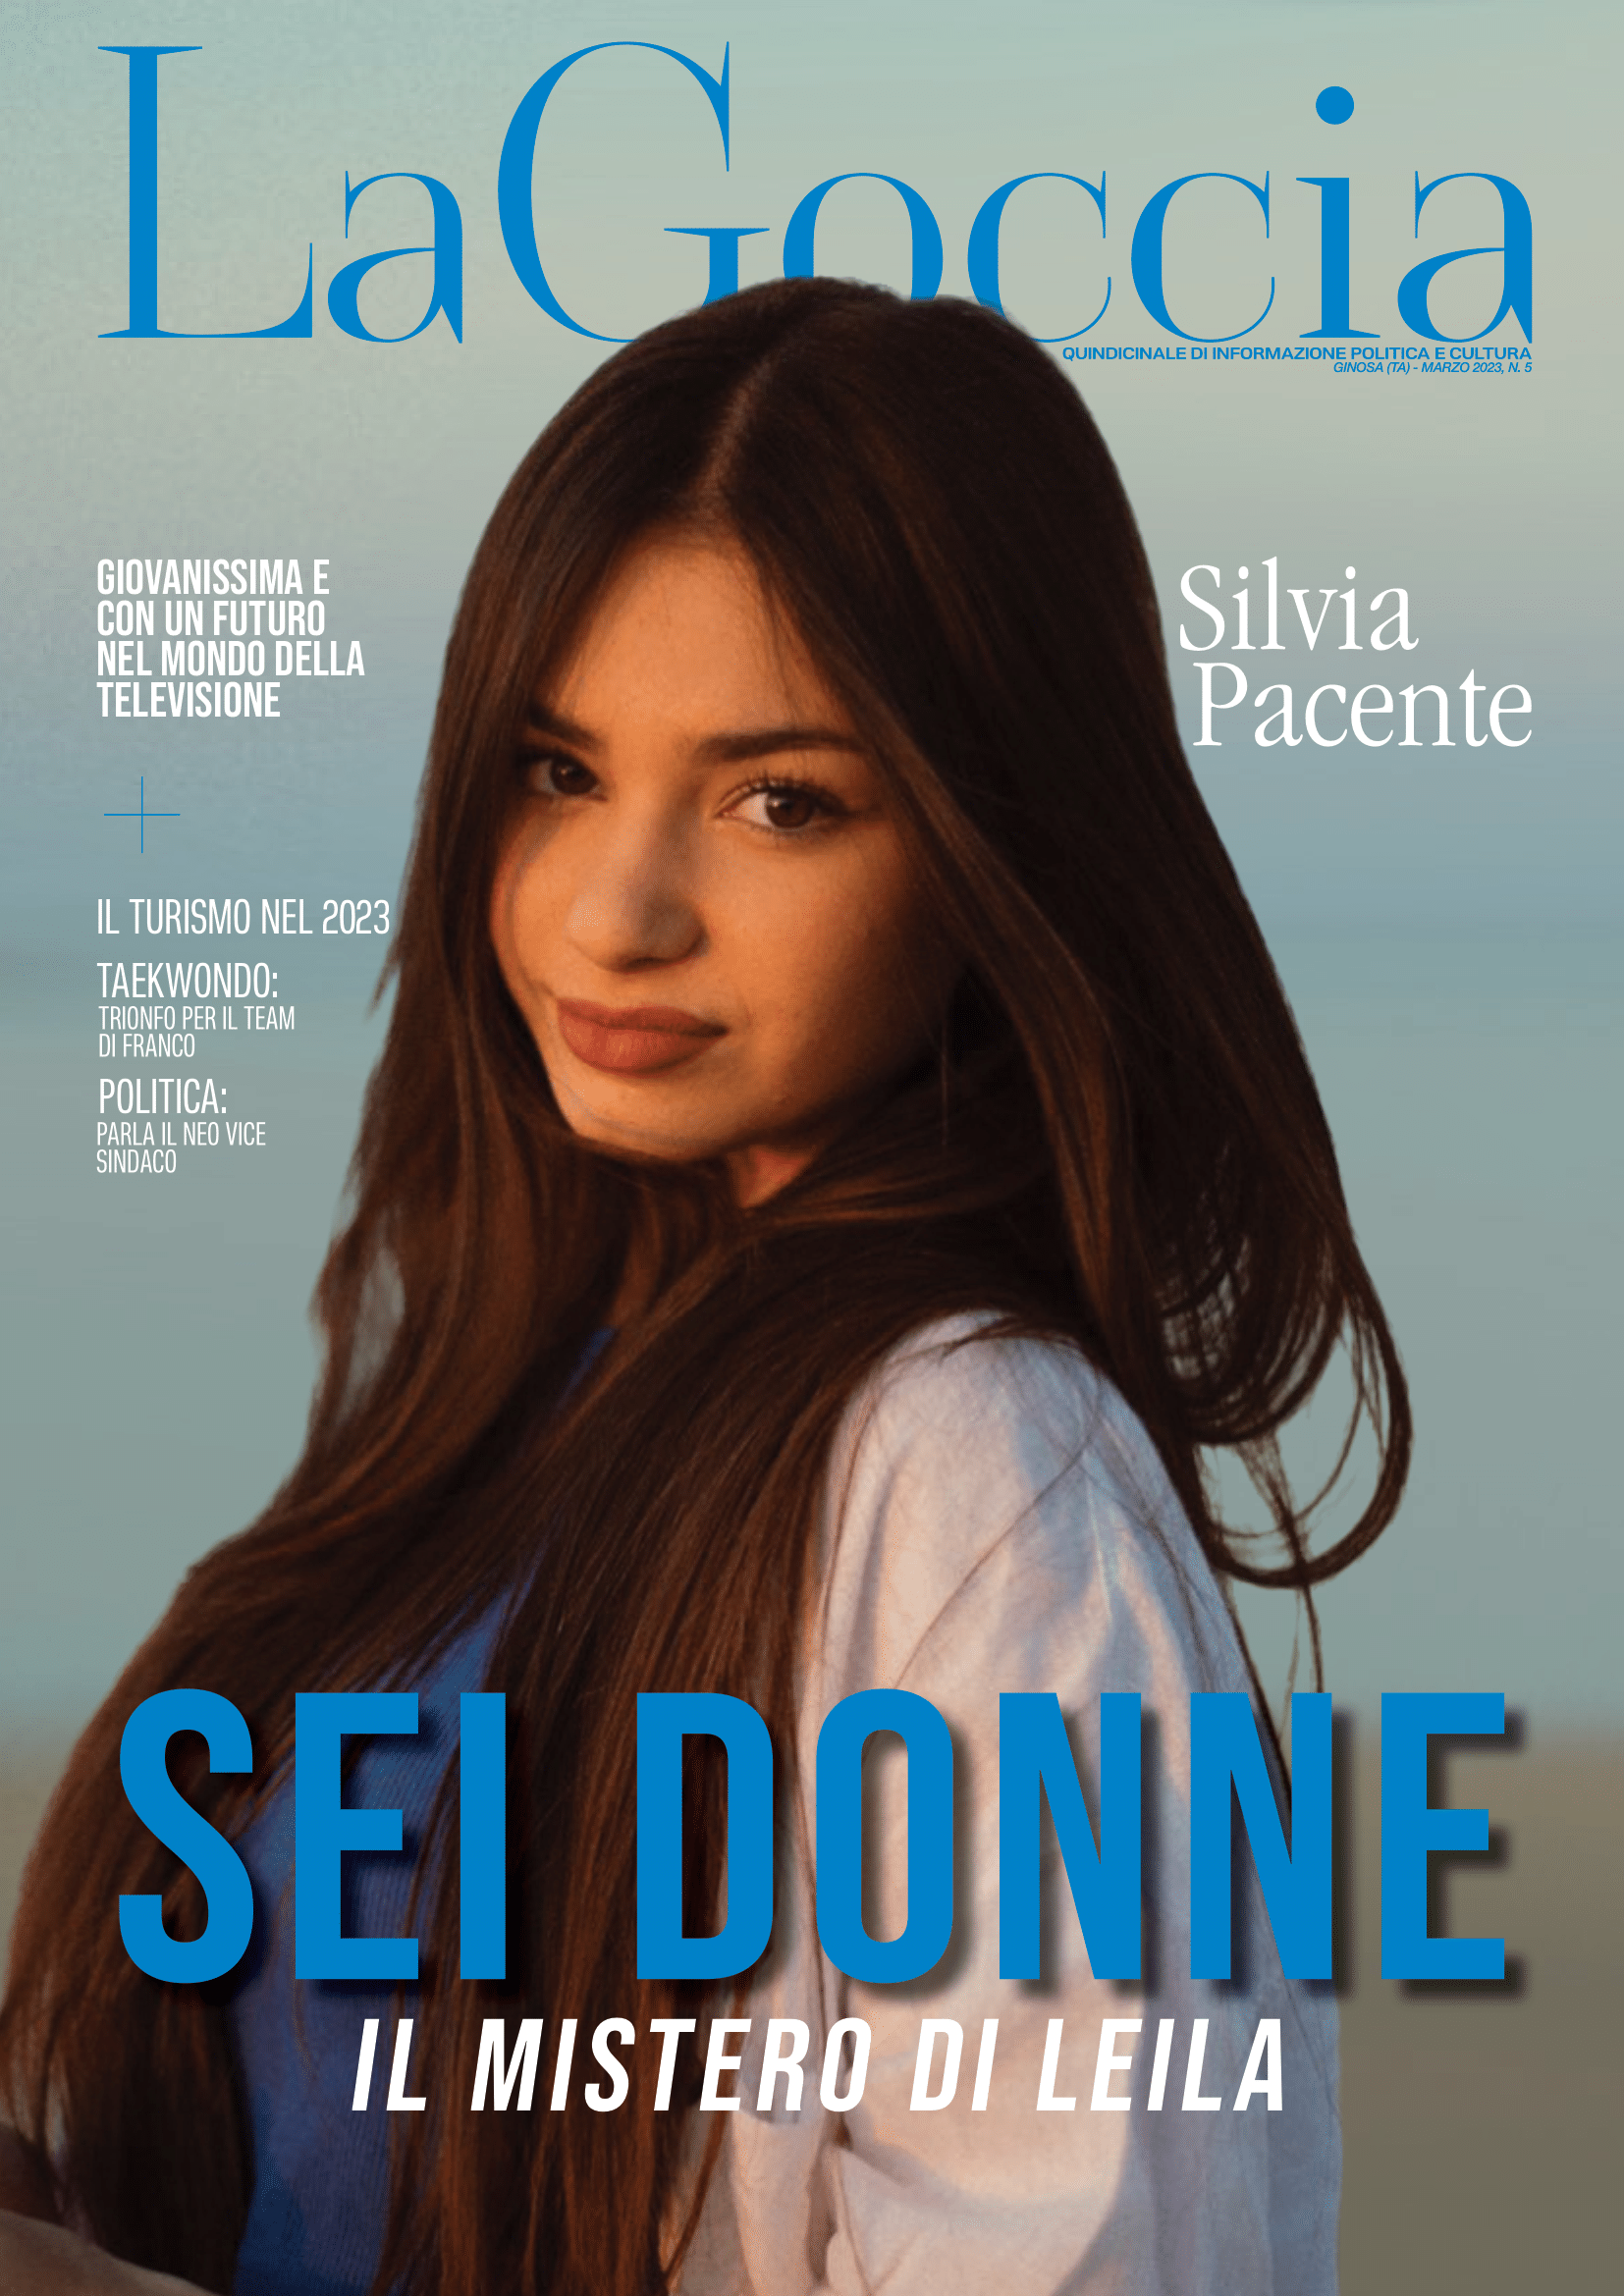 LaGoccia
QUINDICINALE DI INFORMAZIONE POLITICA E CULTURA
GINOSA (TA) - MARZO 2023, N. 5
GIOVANISSIMA E
CON UN FUTURO
NEL MONDO DELLA
TELEVISIONE
Silvia
Pacente
IL TURISMO NEL 2023
TAEKWONDO:
TRIONFO PER IL TEAM
DI FRANCO
POLITICA:
PARLA IL NEO VICE
SINDACO
SEI DONNE
IL MISTERO DI LEILA